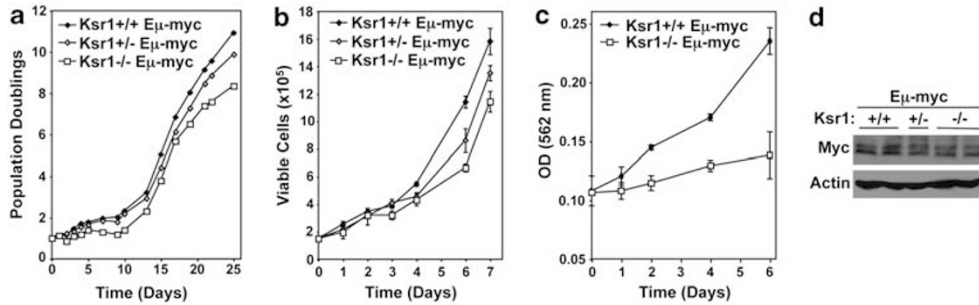 a
Population Doublings
12
10
8
6
4
2
0
Ksr1+/+ Eμ-myc
Ksr1+/- Eμ-myc
Ksr1-/- Eμ-myc
0 5 10 15 20 25
Time (Days)
b
Viable Cells (x10⁵)
18
16
14
12
10
8
6
4
2
0
Ksr1+/+ Eμ-myc
Ksr1+/- Eμ-myc
Ksr1-/- Eμ-myc
0 1 2 3 4 6 7
Time (Days)
c
OD (562 nm)
0.25
0.20
0.15
0.10
0.05
Ksr1+/+ Eμ-myc
Ksr1-/- Eμ-myc
0 1 2 4 6
Time (Days)
d
Eμ-myc
Ksr1: +/+ +/- -/-
Myc
Actin